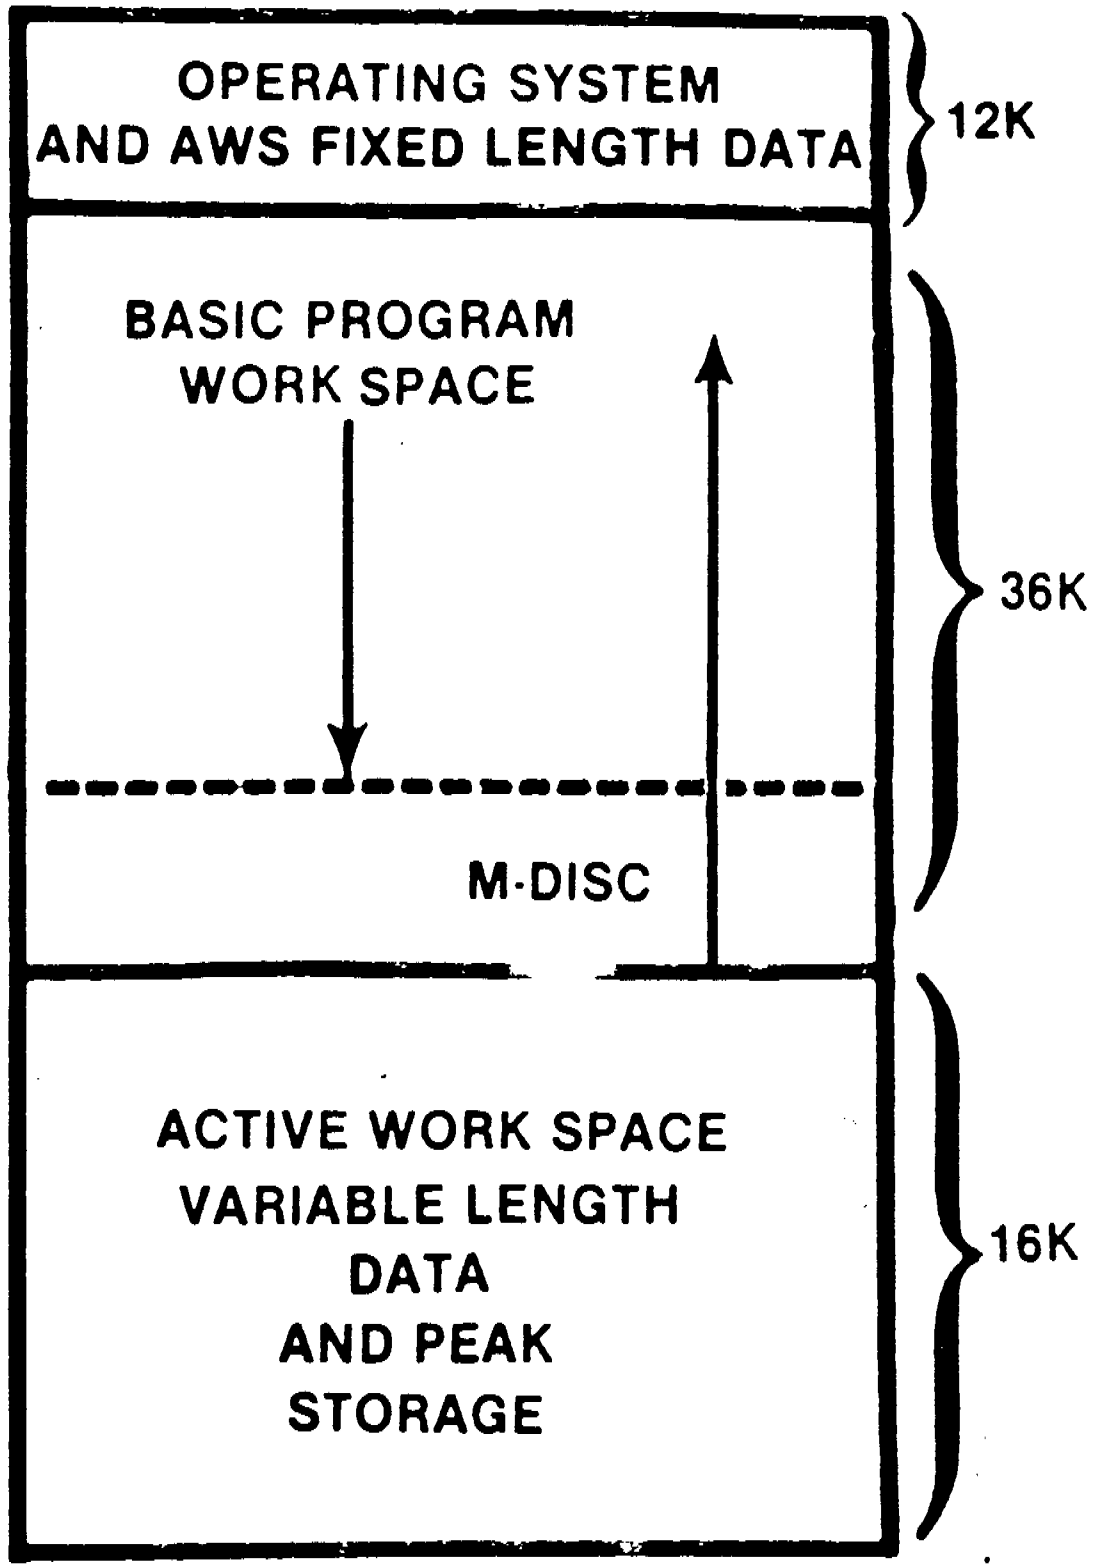 OPERATING SYSTEM
AND AWS FIXED LENGTH DATA
12K
BASIC PROGRAM
WORK SPACE
36K
M-DISC
ACTIVE WORK SPACE
VARIABLE LENGTH
DATA
AND PEAK
STORAGE
16K